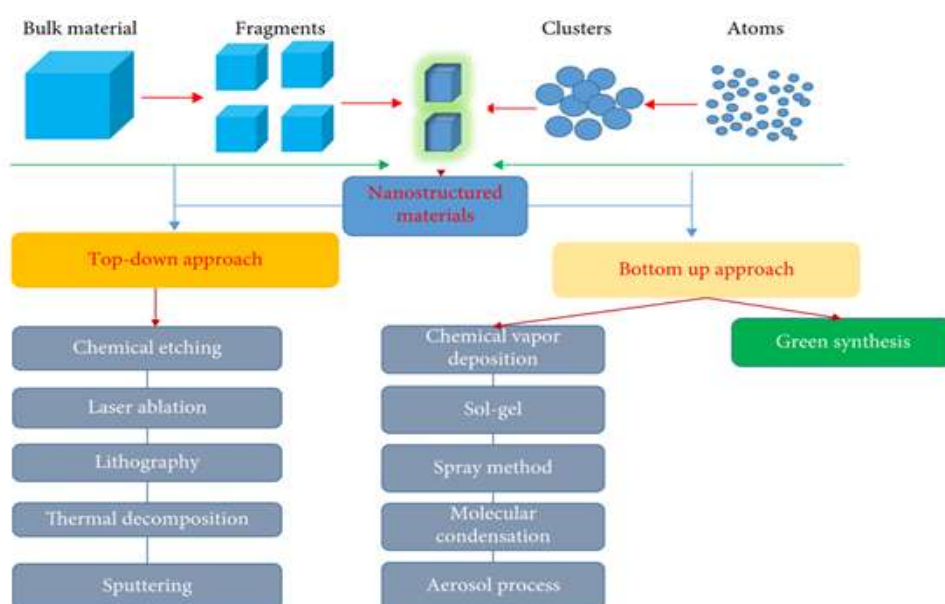 Bulk material
Fragments
Clusters
Atoms
Nanostructured
materials
Top-down approach
Bottom up approach
Chemical etching
Laser ablation
Lithography
Thermal decomposition
Sputtering
Chemical vapor
deposition
Sol-gel
Spray method
Molecular
condensation
Aerosol process
Green synthesis